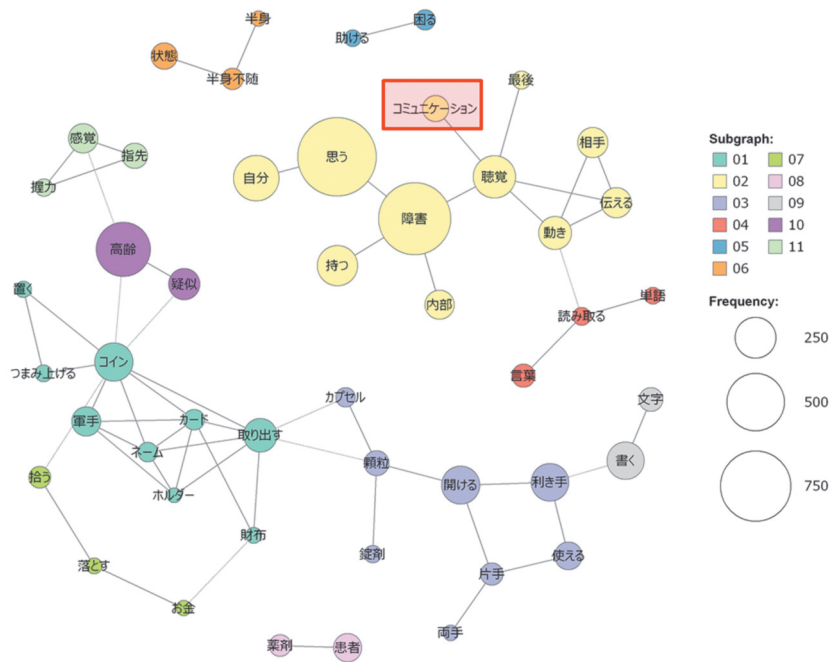 半身
状態
半身不随
困る
助ける
コミュニケーション
最後
感覚
指先
握力
自分
思う
聴覚
相手
伝える
障害
動き
高齢
疑似
持つ
内部
置く
読み取る
単語
言葉
コイン
つまみ上げる
カプセル
文字
軍手
カード
取り出す
ネーム
顆粒
開ける
利き手
書く
拾う
ホルダー
財布
錠剤
使える
落とす
片手
お金
両手
薬剤
患者
Subgraph:
01 07
02 08
03 09
04 10
05 11
06
Frequency:
250
500
750